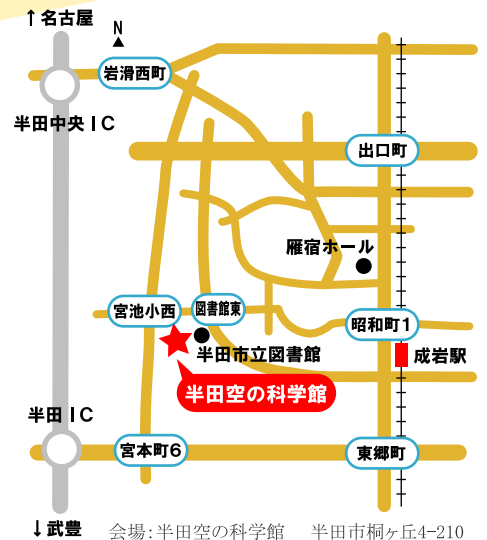 ↑名古屋
N
岩滑西町
半田中央IC
出口町
雁宿ホール
宮池小西
図書館東
昭和町1
半田市立図書館
成岩駅
半田空の科学館
半田IC
宮本町6
東郷町
↓武豊
会場:半田空の科学館 半田市桐ヶ丘4-210